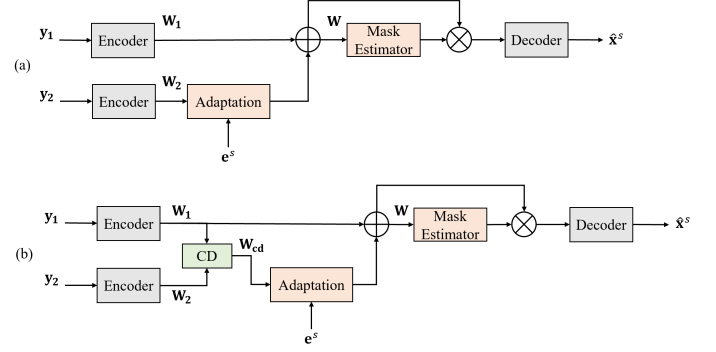 (a)
y₁
Encoder
W₁
W
Mask
Estimator
Decoder
x̂ˢ
y₂
Encoder
W₂
Adaptation
eˢ
(b)
y₁
Encoder
W₁
W
Mask
Estimator
Decoder
x̂ˢ
CD
W_cd
y₂
Encoder
W₂
Adaptation
eˢ